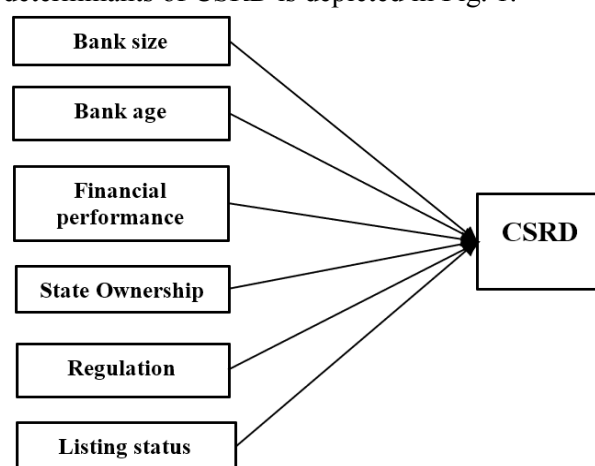 determinants of CSRD is depicted in Fig. 1.
Bank size
Bank age
Financial
performance
CSRD
State Ownership
Regulation
Listing status